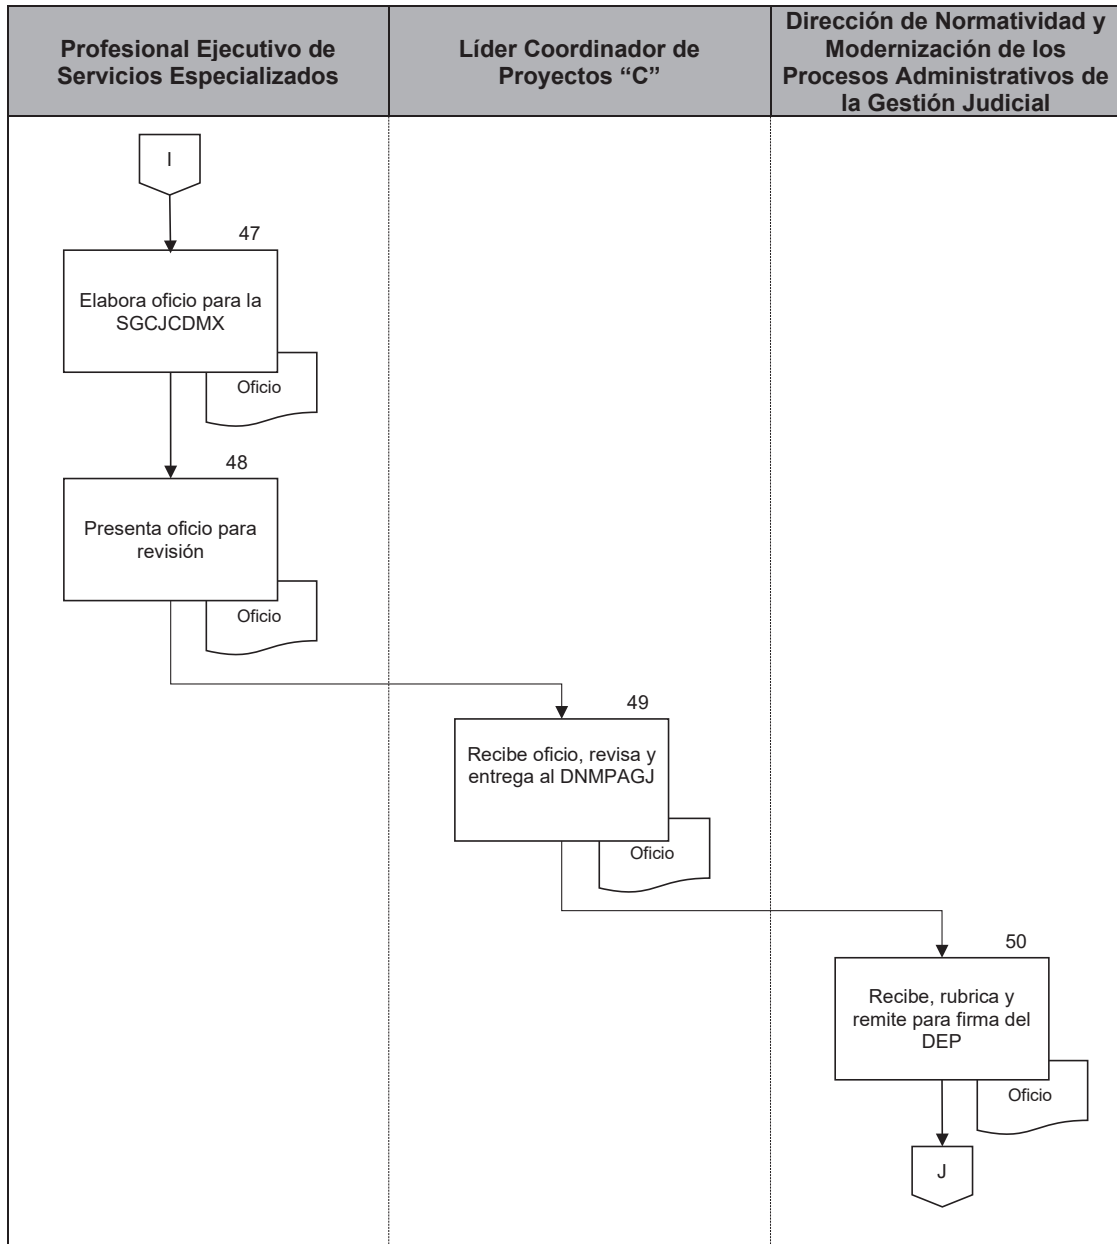 Profesional Ejecutivo de
Servicios Especializados
Líder Coordinador de
Proyectos “C”
Dirección de Normatividad y
Modernización de los
Procesos Administrativos de
la Gestión Judicial
I
47
Elabora oficio para la
SGCJCDMX
Oficio
48
Presenta oficio para
revisión
Oficio
49
Recibe oficio, revisa y
entrega al DNMPAGJ
Oficio
50
Recibe, rubrica y
remite para firma del
DEP
Oficio
J